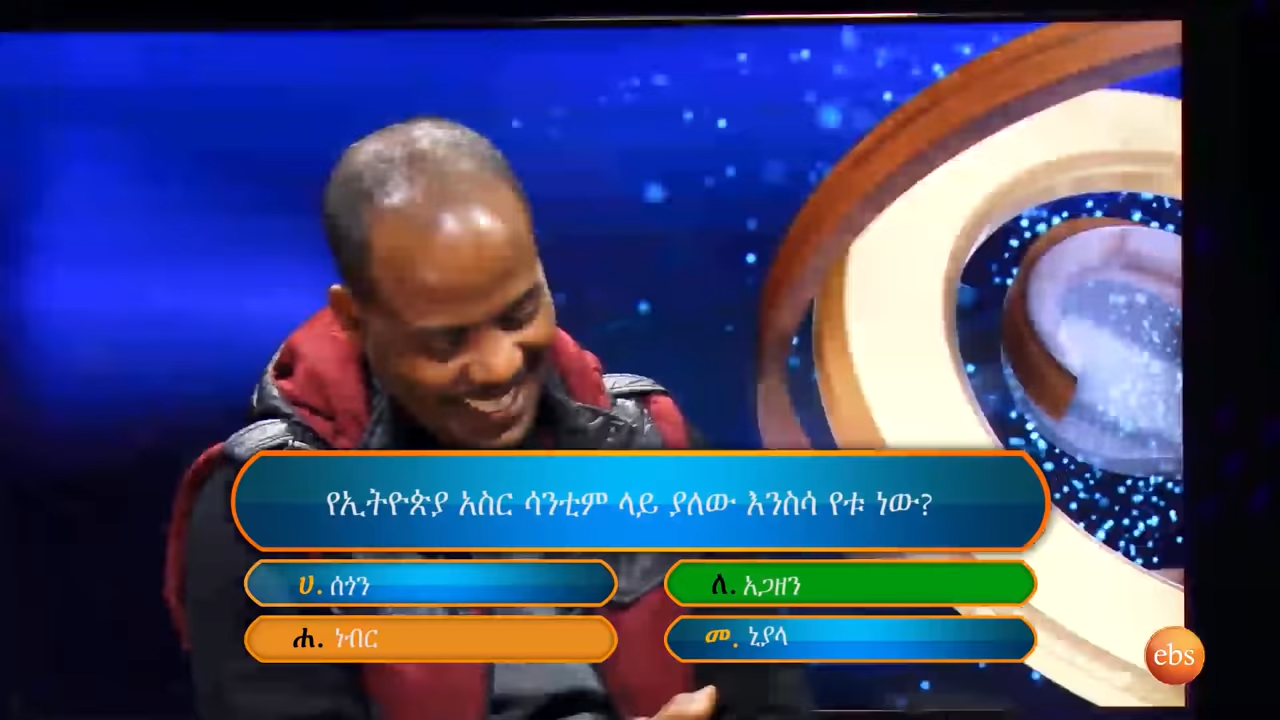 የኢትዮጵያ አስር ሳንቲም ላይ ያለው እንስሳ የቱ ነው?
ሀ. ሰጎን
ለ. አጋዘን
ሐ. ነብር
መ. ኒያላ
ebs